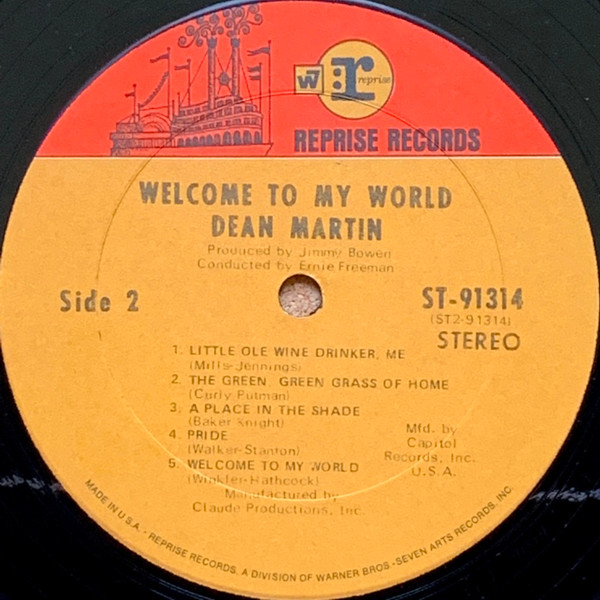 W7 :r reprise
REPRISE RECORDS
WELCOME TO MY WORLD
DEAN MARTIN
Produced by Jimmy Bowen
Conducted by Ernie Freeman
Side 2
ST-91314
(ST2-91314)
STEREO
1. LITTLE OLE WINE DRINKER, ME
(Mills-Jennings)
2. THE GREEN, GREEN GRASS OF HOME
(Curly Putman)
3. A PLACE IN THE SHADE
(Baker Knight)
4. PRIDE
(Walker-Stanton)
5. WELCOME TO MY WORLD
(Winkler-Hathcock)
Manufactured by
Claude Productions, Inc.
Mfd. by
Capitol
Records, Inc.
U.S.A.
MADE IN U.S.A. - REPRISE RECORDS, A DIVISION OF WARNER BROS - SEVEN ARTS RECORDS, INC.